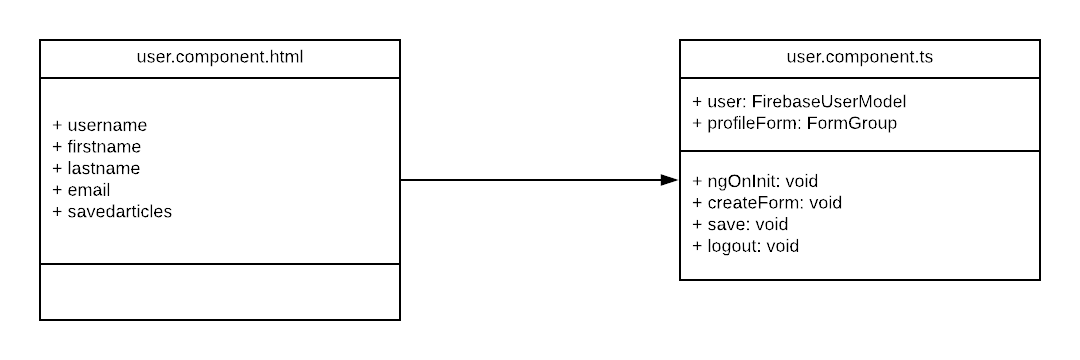 user.component.html
+ username
+ firstname
+ lastname
+ email
+ savedarticles
user.component.ts
+ user: FirebaseUserModel
+ profileForm: FormGroup
+ ngOnInit: void
+ createForm: void
+ save: void
+ logout: void